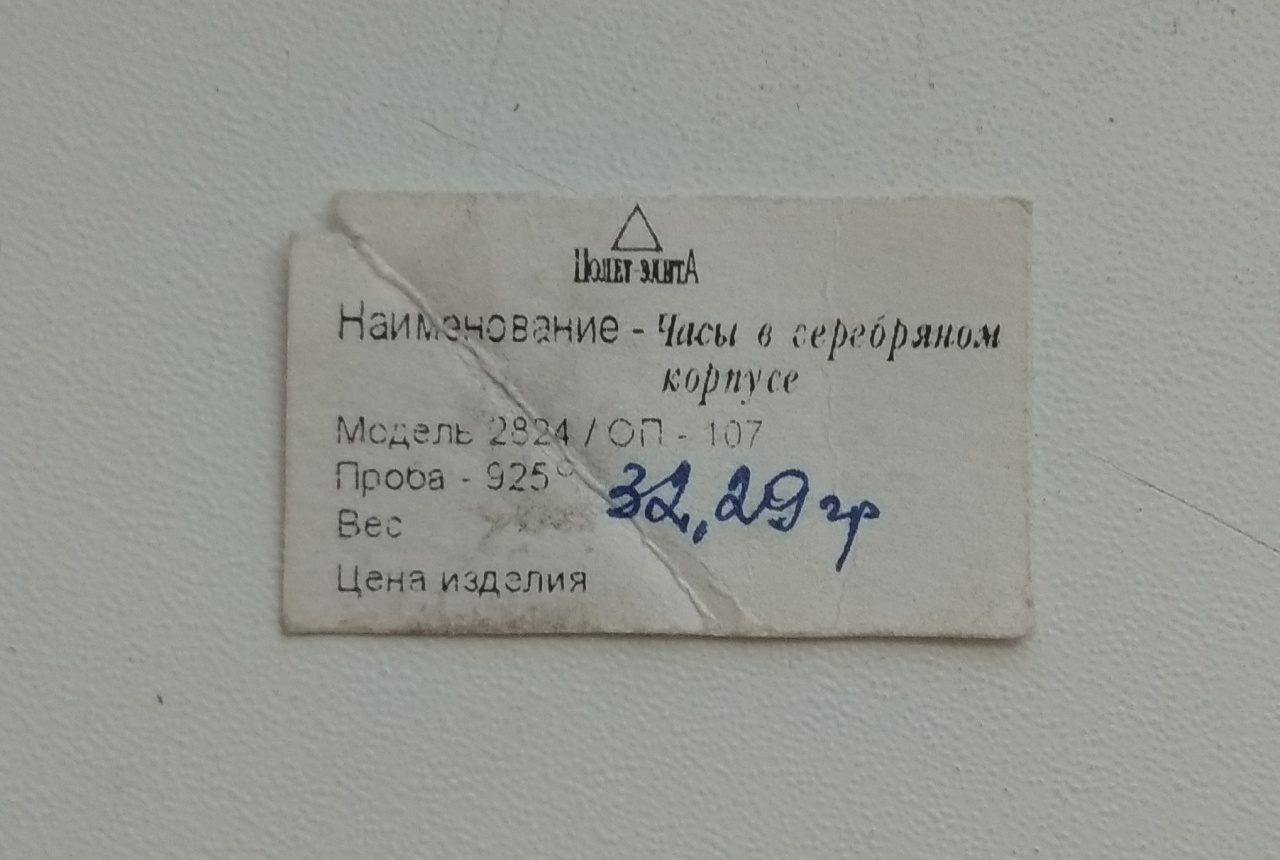 Полет-элитА
Наименование - Часы в серебряном
корпусе
Модель 2824 / ОП - 107
Проба - 925°
Вес 32,29 гр
Цена изделия